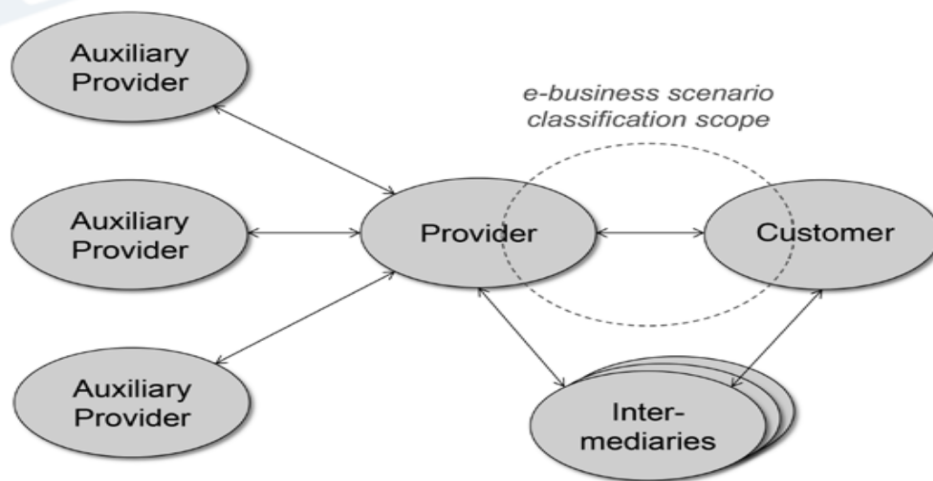 Auxiliary
Provider
e-business scenario
classification scope
Auxiliary
Provider
Provider
Customer
Auxiliary
Provider
Inter-
mediaries